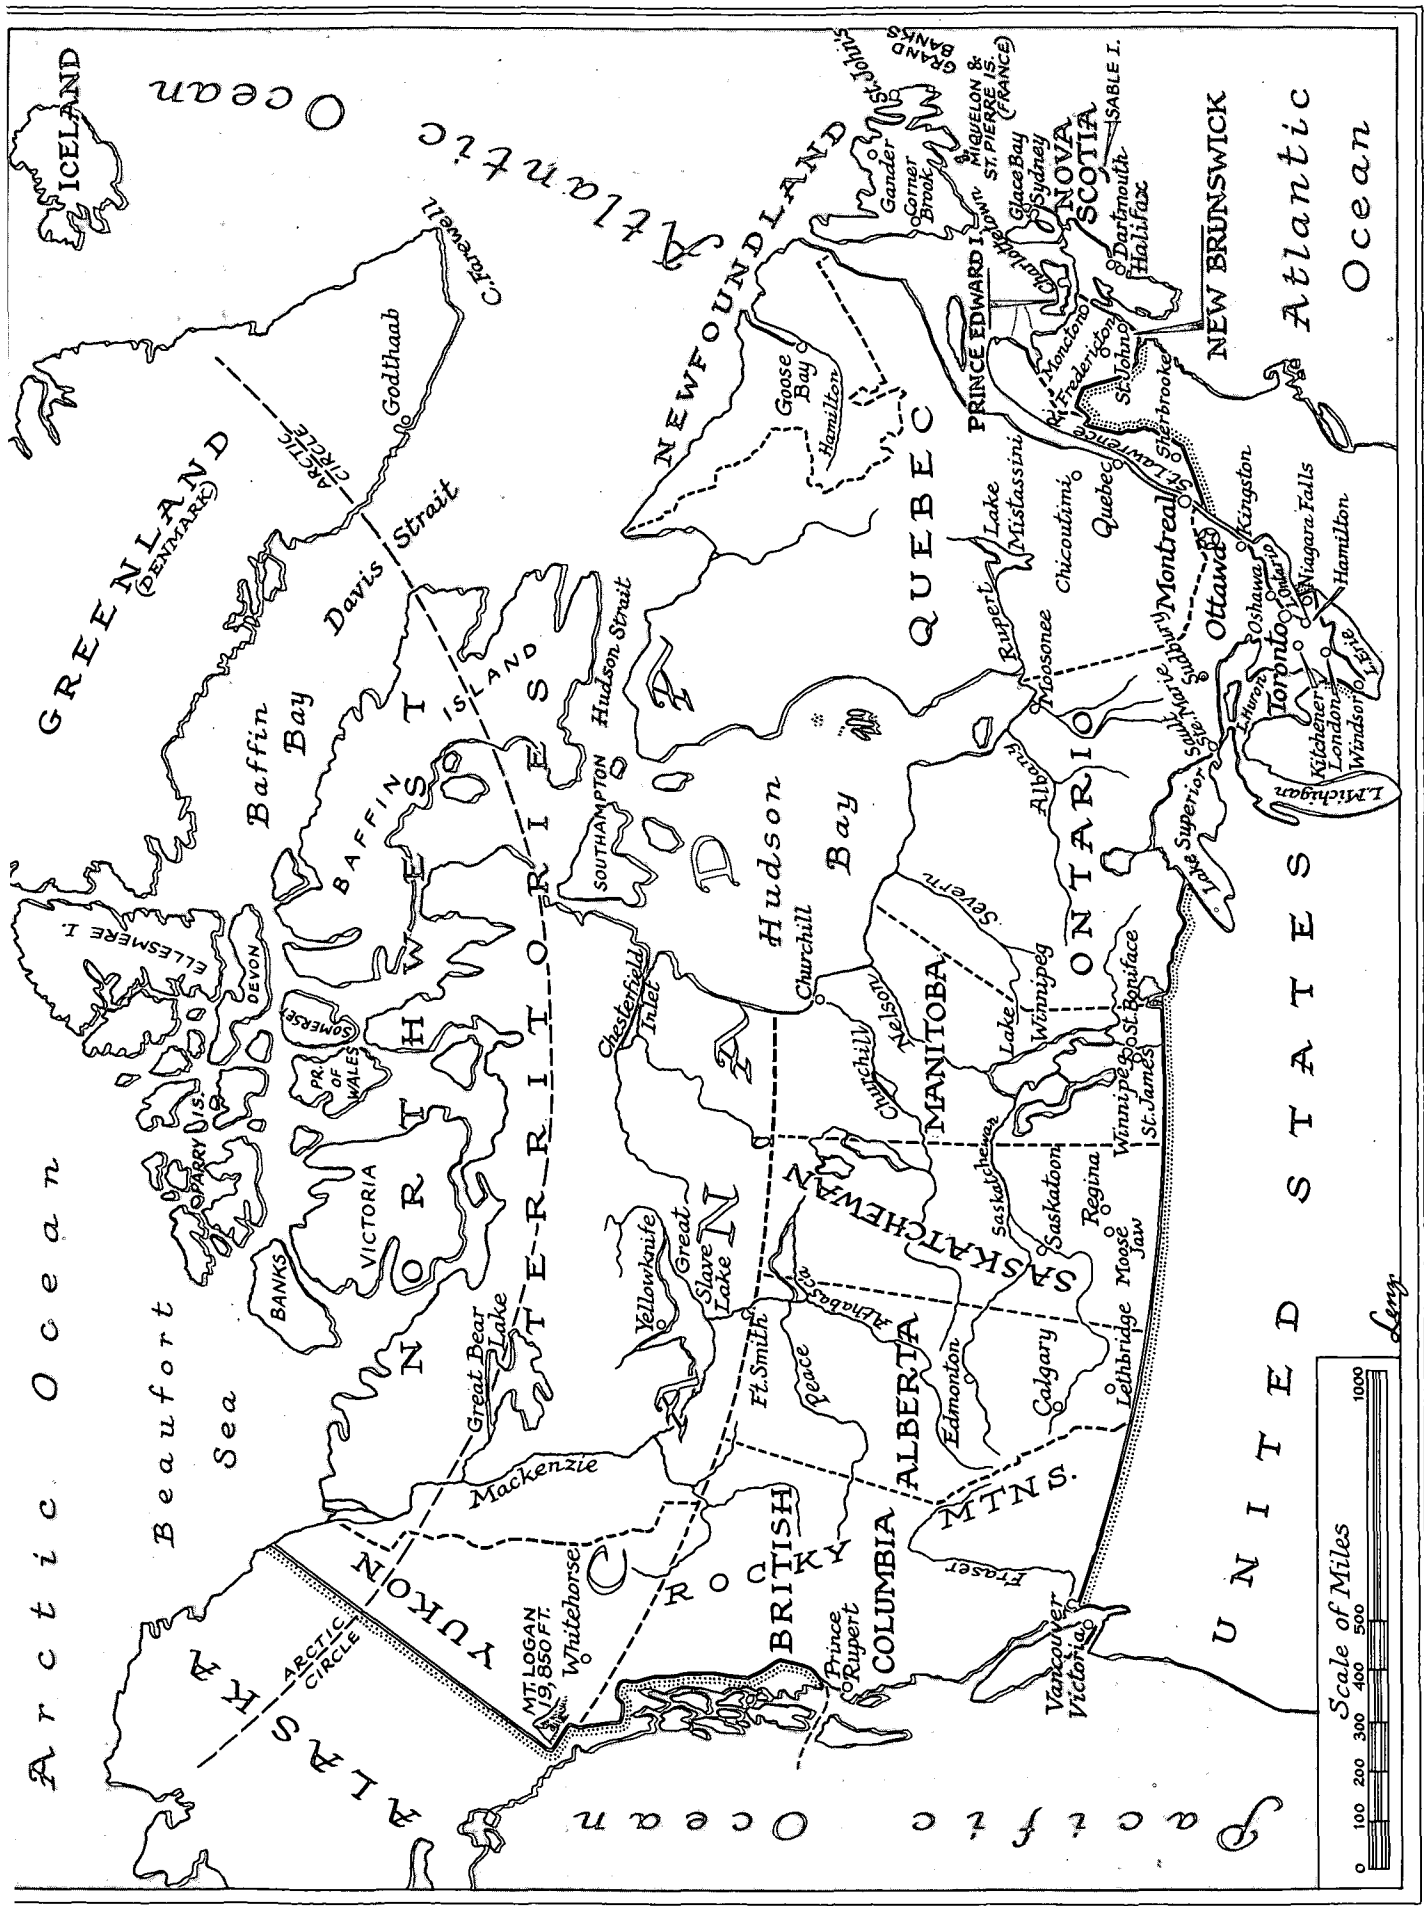 Arctic Ocean
Beaufort
Sea
GREENLAND
(DENMARK)
ICELAND
Atlantic Ocean
Baffin
Bay
Davis Strait
ARCTIC
CIRCLE
Godthaab
C. Farewell
ALASKA
ARCTIC
CIRCLE
YUKON
MT. LOGAN
19,850 FT.
Whitehorse
ELLESMERE I.
DEVON
PARRY IS.
SOMERSET
PR.
OF
WALES
BANKS
VICTORIA
BAFFIN ISLAND
NORTHWEST
TERRITORIES
Great Bear
Lake
Mackenzie
Yellowknife
Great
Slave
Lake
Ft. Smith
Chesterfield
Inlet
SOUTHAMPTON
Hudson Strait
CANADA
Hudson
Bay
NEWFOUNDLAND
Goose
Bay
Hamilton
Gander
Corner
Brook
St. John's
GRAND
BANKS
MIQUELON &
ST. PIERRE IS.
(FRANCE)
Glace Bay
Sydney
NOVA
SCOTIA
SABLE I.
Dartmouth
Halifax
PRINCE EDWARD I.
Charlottetown
NEW BRUNSWICK
Moncton
Fredericton
St. John
QUEBEC
Lake
Mistassini
Rupert
Chicoutimi
Quebec
St. Lawrence
Riv.
Sherbrooke
Montreal
ONTARIO
Moosonee
Albany
Severn
Ottawa
Kingston
Oshawa
L. Ontario
Toronto
Niagara Falls
Hamilton
Kitchener
London
Windsor
L. Erie
L. Huron
L. Michigan
Lake Superior
Sudbury
Sault
Ste. Marie
MANITOBA
Churchill
Churchill
Nelson
Lake
Winnipeg
Winnipeg
St. Boniface
St. James
SASKATCHEWAN
Saskatchewan
Saskatoon
Regina
Moose
Jaw
ALBERTA
Athabasca
Peace
Edmonton
Calgary
Lethbridge
BRITISH
COLUMBIA
ROCKY
MTNS.
Fraser
Prince
Rupert
Vancouver
Victoria
Pacific Ocean
UNITED STATES
Atlantic
Ocean
Scale of Miles
0 100 200 300 400 500 1000
Lenz